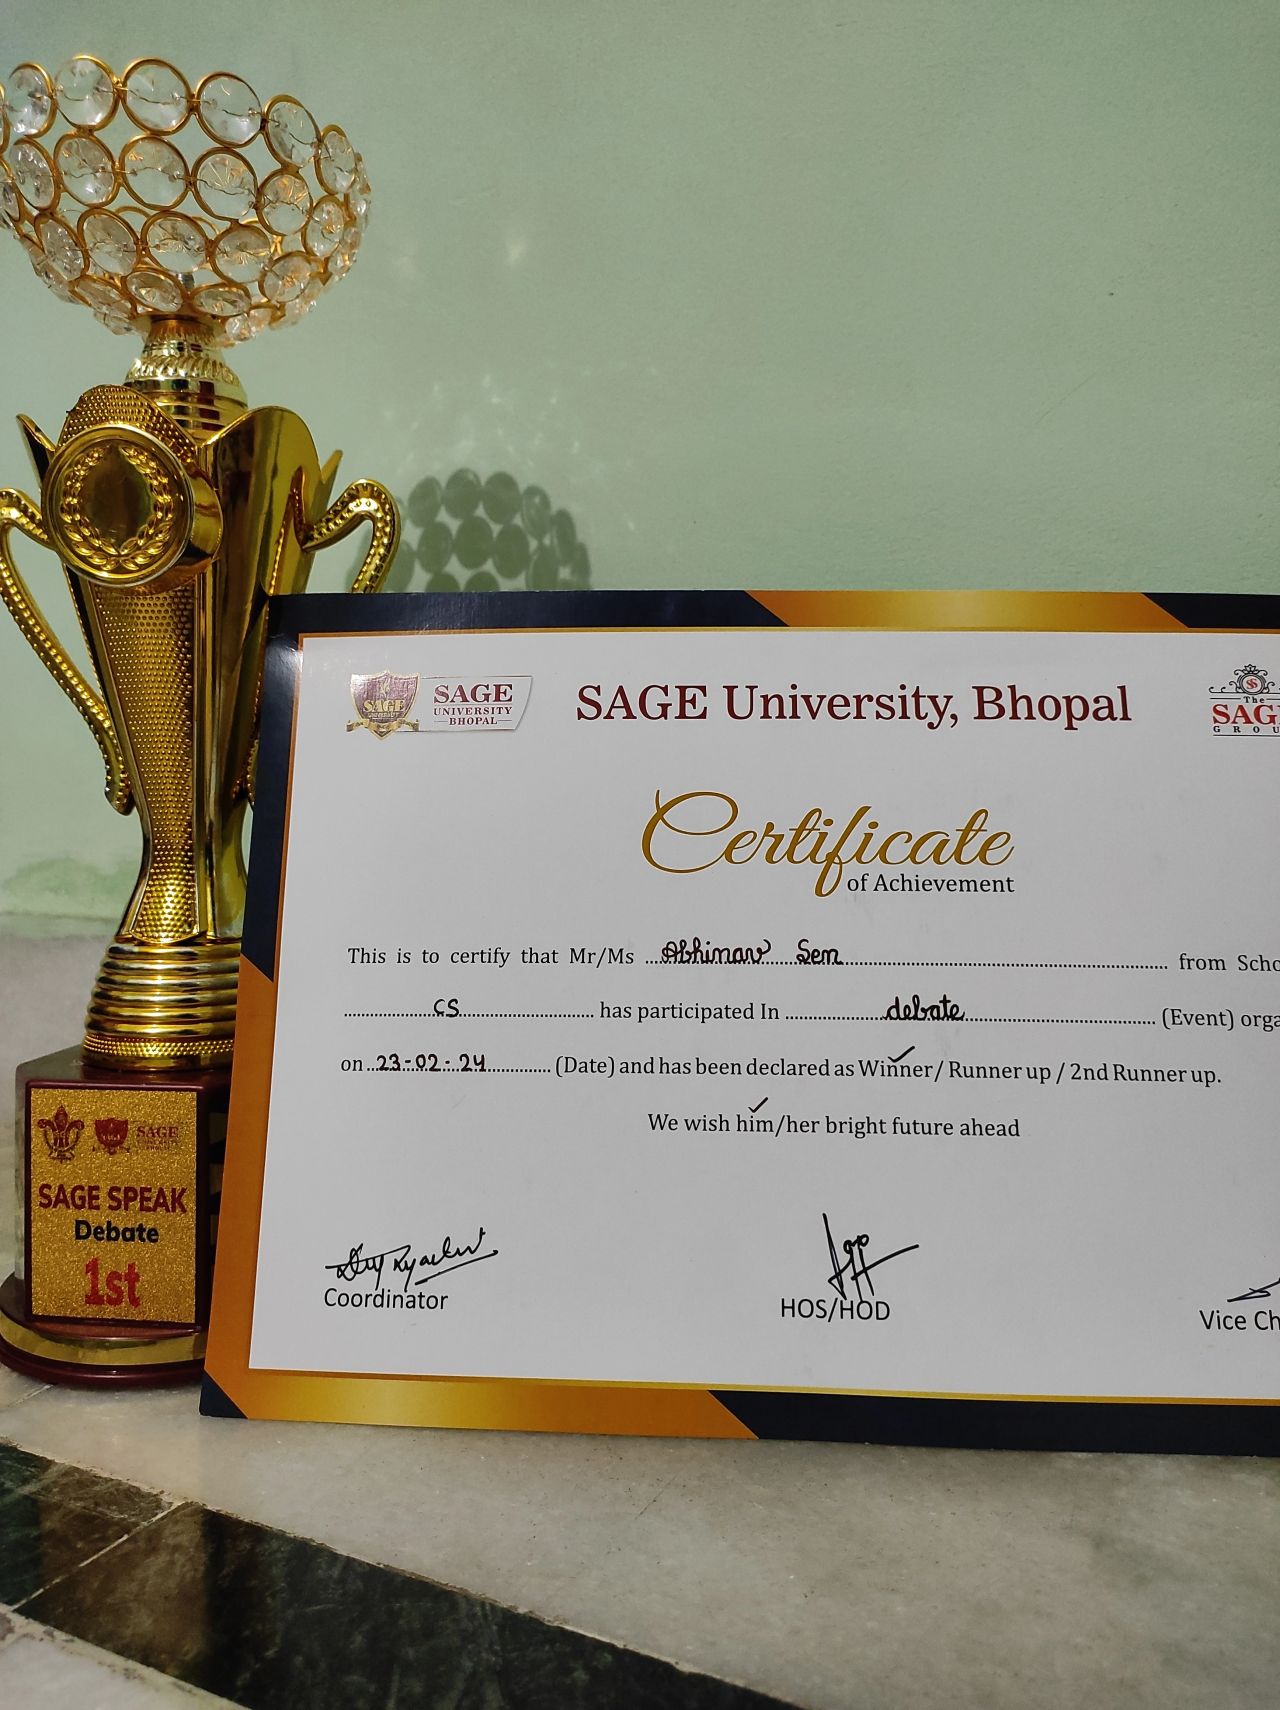 SAGE
UNIVERSITY
SAGE
UNIVERSITY
BHOPAL
SAGE University, Bhopal
The
SAG
GROU
Certificate
of Achievement
This is to certify that Mr/Ms Abhinav Sen from Scho
CS has participated In debate (Event) orga
on 23-02-24 (Date) and has been declared as Winner/ Runner up / 2nd Runner up.
We wish him/her bright future ahead
Coordinator
HOS/HOD
Vice Ch
SAGE
SAGE SPEAK
Debate
1st